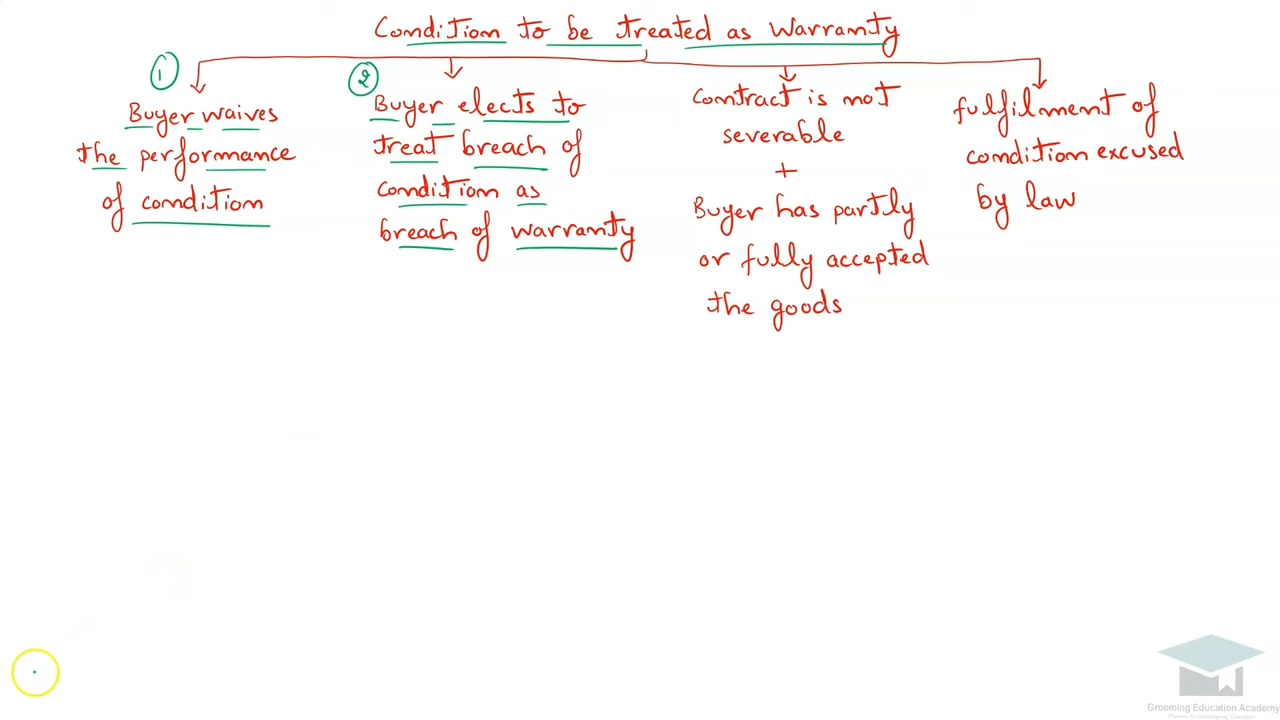 Condition to be treated as Warranty
①
Buyer waives
the performance
of condition
②
Buyer elects to
treat breach of
condition as
breach of warranty
Contract is not
severable
+
Buyer has partly
or fully accepted
the goods
fulfilment of
condition excused
by law
Grooming Education Academy